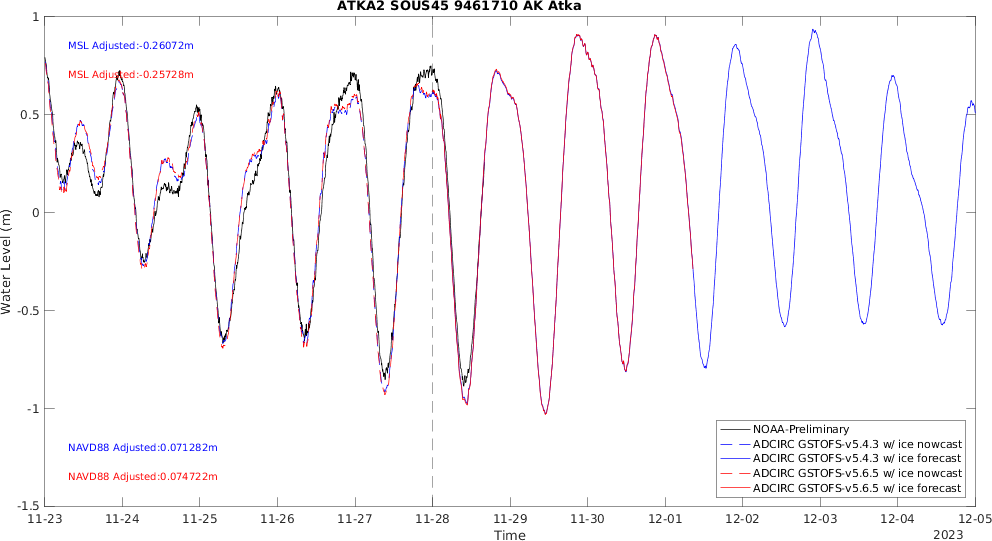 ATKA2 SOUS45 9461710 AK Atka
1
MSL Adjusted:-0.26072m
MSL Adjusted:-0.25728m
0.5
0
Water Level (m)
-0.5
-1
NAVD88 Adjusted:0.071282m
NAVD88 Adjusted:0.074722m
NOAA-Preliminary
ADCIRC GSTOFS-v5.4.3 w/ ice nowcast
ADCIRC GSTOFS-v5.4.3 w/ ice forecast
ADCIRC GSTOFS-v5.6.5 w/ ice nowcast
ADCIRC GSTOFS-v5.6.5 w/ ice forecast
-1.5
11-23 11-24 11-25 11-26 11-27 11-28 11-29 11-30 12-01 12-02 12-03 12-04 12-05
Time
2023